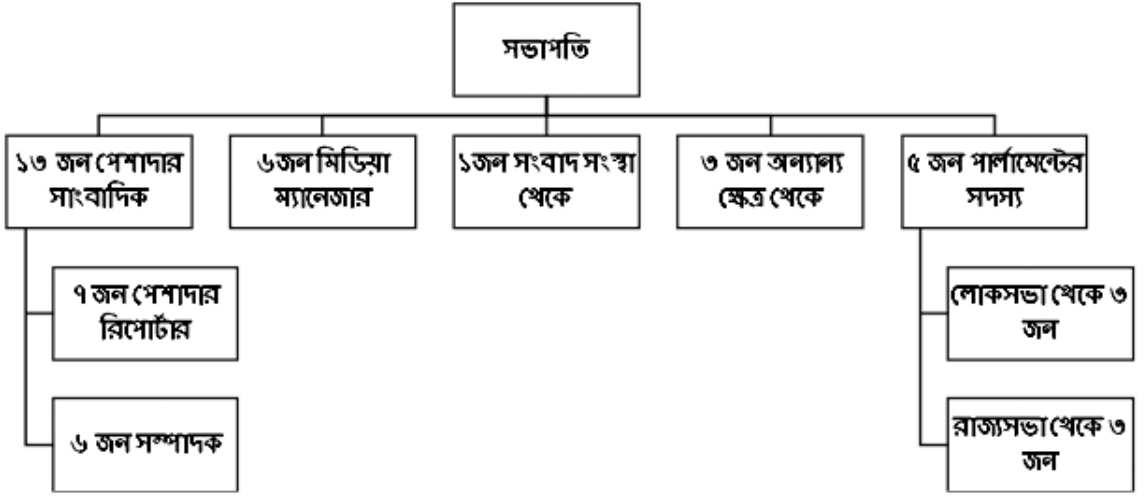 সভাপতি
১৩ জন পেশাদার
সাংবাদিক
৬জন মিডিয়া
ম্যানেজার
১জন সংবাদ সংস্থা
থেকে
৩ জন অন্যান্য
ক্ষেত্র থেকে
৫ জন পার্লামেন্টের
সদস্য
৭ জন পেশাদার
রিপোর্টার
৬ জন সম্পাদক
লোকসভা থেকে ৩
জন
রাজ্যসভা থেকে ৩
জন